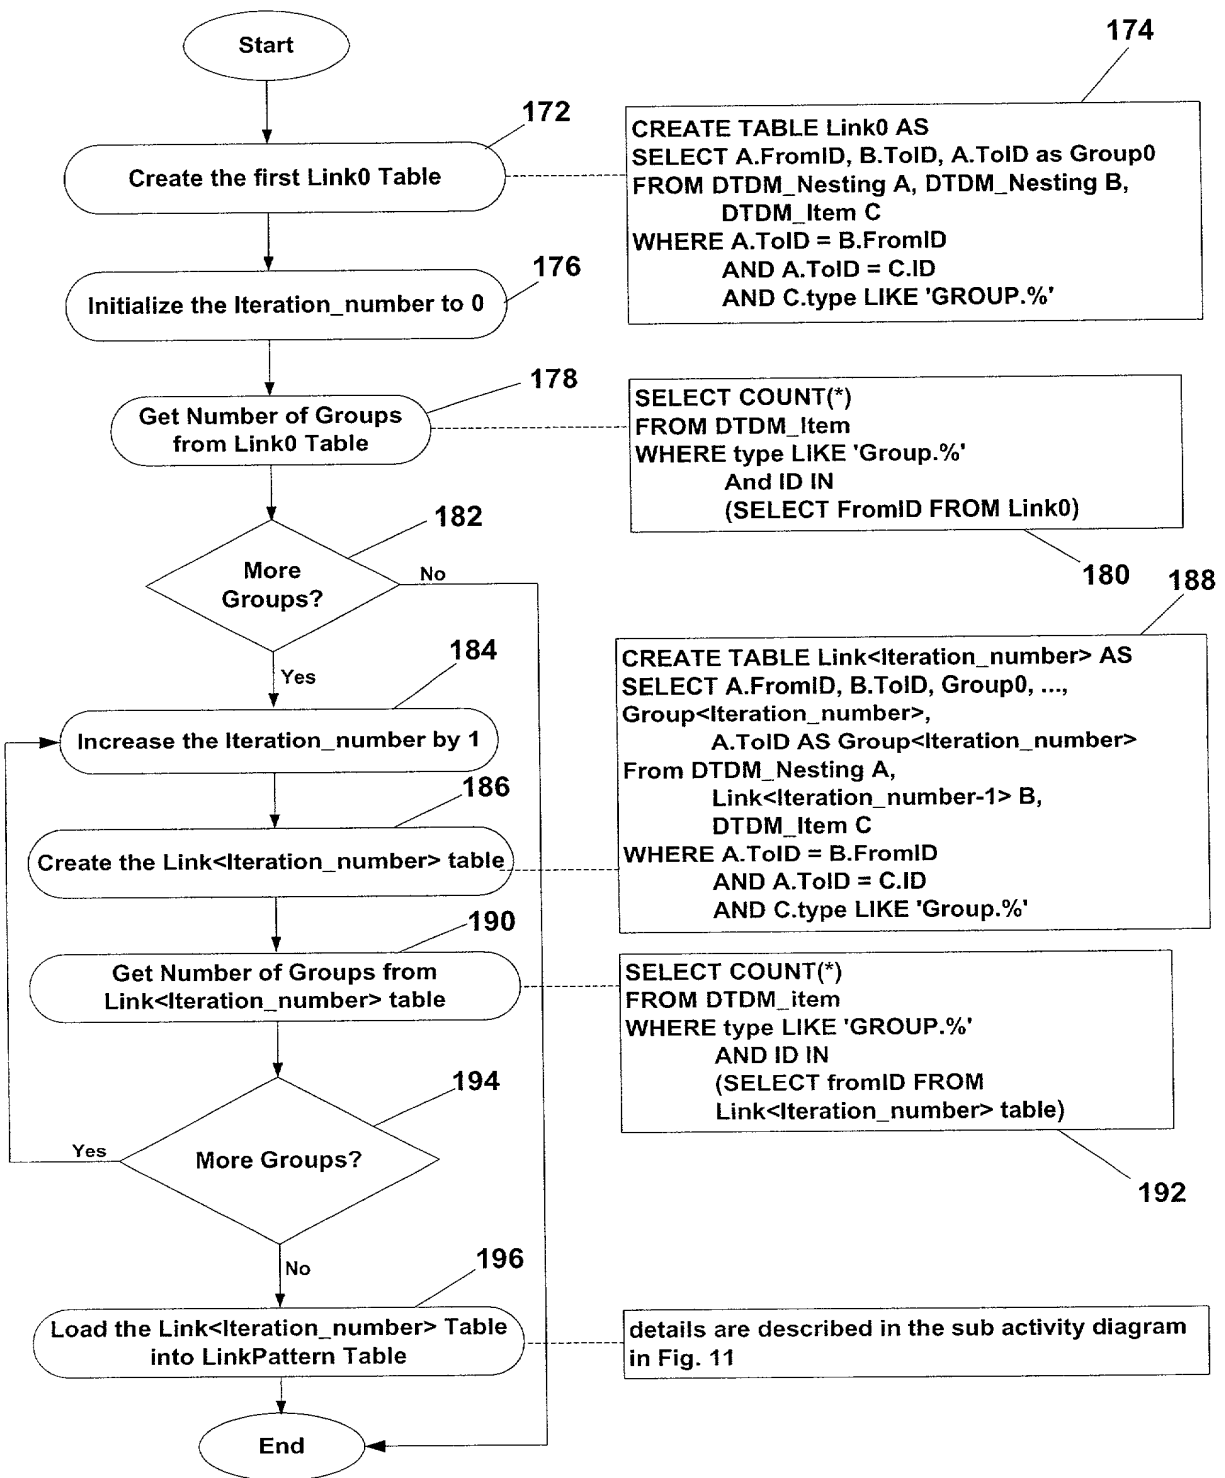 Start
172
Create the first Link0 Table
174
CREATE TABLE Link0 AS
SELECT A.FromID, B.ToID, A.ToID as Group0
FROM DTDM_Nesting A, DTDM_Nesting B,
DTDM_Item C
WHERE A.ToID = B.FromID
AND A.ToID = C.ID
AND C.type LIKE 'GROUP.%'
176
Initialize the Iteration_number to 0
178
Get Number of Groups
from Link0 Table
SELECT COUNT(*)
FROM DTDM_Item
WHERE type LIKE 'Group.%'
And ID IN
(SELECT FromID FROM Link0)
180
182
More
Groups?
No
Yes
184
Increase the Iteration_number by 1
186
Create the Link<Iteration_number> table
188
CREATE TABLE Link<Iteration_number> AS
SELECT A.FromID, B.ToID, Group0, ...,
Group<Iteration_number>,
A.ToID AS Group<Iteration_number>
From DTDM_Nesting A,
Link<Iteration_number-1> B,
DTDM_Item C
WHERE A.ToID = B.FromID
AND A.ToID = C.ID
AND C.type LIKE 'Group.%'
190
Get Number of Groups from
Link<Iteration_number> table
SELECT COUNT(*)
FROM DTDM_item
WHERE type LIKE 'GROUP.%'
AND ID IN
(SELECT fromID FROM
Link<Iteration_number> table)
192
194
More Groups?
Yes
No
196
Load the Link<Iteration_number> Table
into LinkPattern Table
details are described in the sub activity diagram
in Fig. 11
End